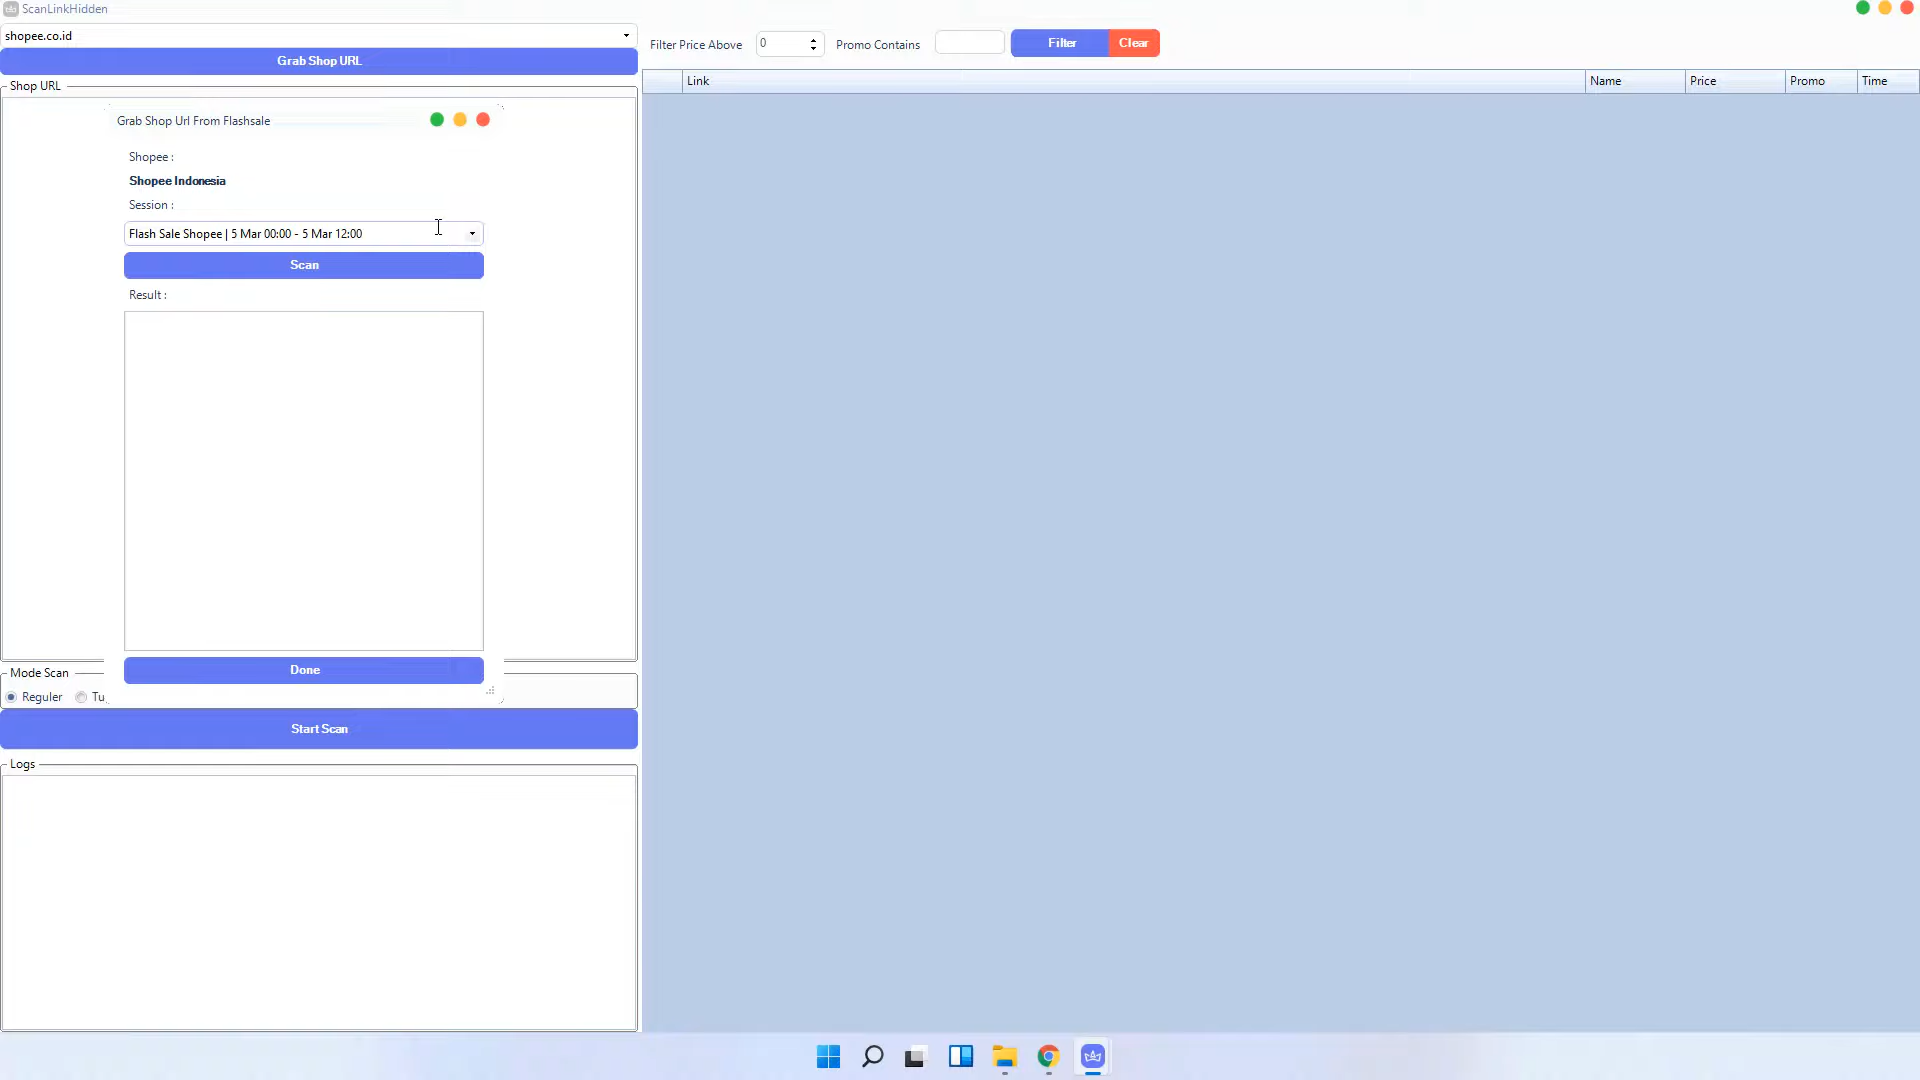 ScanLinkHidden
shopee.co.id
Grab Shop URL
Shop URL
Grab Shop Url From Flashsale
Shopee :
Shopee Indonesia
Session :
Flash Sale Shopee | 5 Mar 00:00 - 5 Mar 12:00
Scan
Result :
Done
Mode Scan
Reguler
Tu
Start Scan
Logs
Filter Price Above
0
Promo Contains
Filter
Clear
Link
Name
Price
Promo
Time